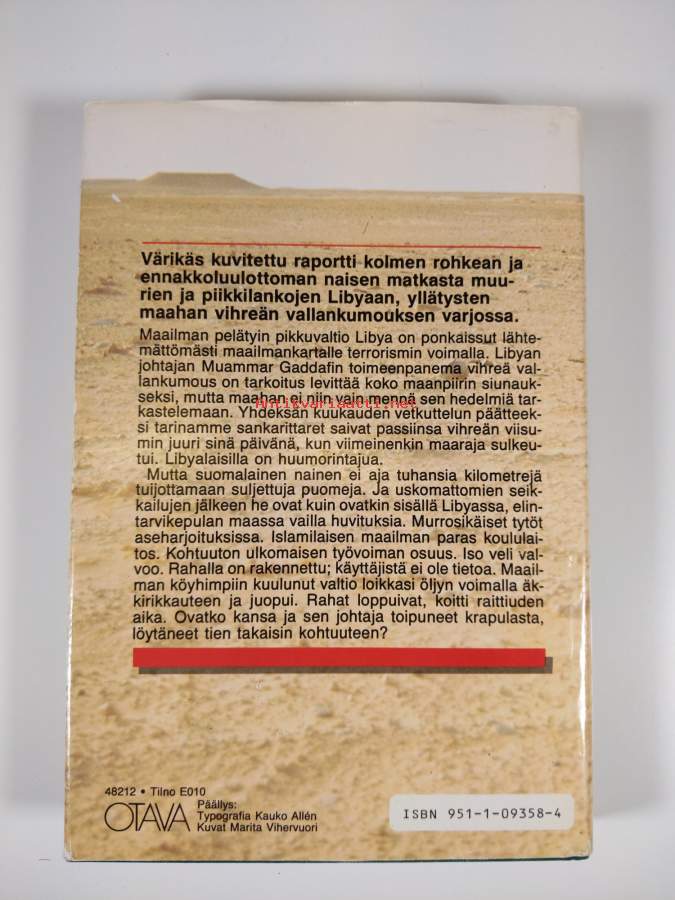 Värikäs kuvitettu raportti kolmen rohkean ja
ennakkoluulottoman naisen matkasta muu-
rien ja piikkilankojen Libyaan, yllätysten
maahan vihreän vallankumouksen varjossa.
Maailman pelätyin pikkuvaltio Libya on ponkaissut lähte-
mättömästi maailmankartalle terrorismin voimalla. Libyan
johtajan Muammar Gaddafin toimeenpanema vihreä val-
lankumous on tarkoitus levittää koko maanpiirin siunauk-
seksi, mutta maahan ei niin vain mennä sen hedelmiä tar-
Antikvariaatti.net
kastelemaan. Yhdeksän kuukauden vetkuttelun päätteek-
si tarinamme sankarittaret saivat passiinsa vihreän viisu-
min juuri sinä päivänä, kun viimeinenkin maaraja sulkeu-
tui. Libyalaisilla on huumorintajua.
Mutta suomalainen nainen ei aja tuhansia kilometrejä
tuijottamaan suljettuja puomeja. Ja uskomattomien seik-
kailujen jälkeen he ovat kuin ovatkin sisällä Libyassa, elin-
tarvikepulan maassa vailla huvituksia. Murrosikäiset tytöt
aseharjoituksissa. Islamilaisen maailman paras koululai-
tos. Kohtuuton ulkomaisen työvoiman osuus. Iso veli val-
voo. Rahalla on rakennettu; käyttäjistä ei ole tietoa. Maail-
man köyhimpiin kuulunut valtio loikkasi öljyn voimalla äk-
kirikkauteen ja juopui. Rahat loppuivat, koitti raittiuden
aika. Ovatko kansa ja sen johtaja toipuneet krapulasta,
löytäneet tien takaisin kohtuuteen?
48212 • Tilno E010
OTAVA
Päällys:
Typografia Kauko Allén
Kuvat Marita Vihervuori
ISBN 951-1-09358-4